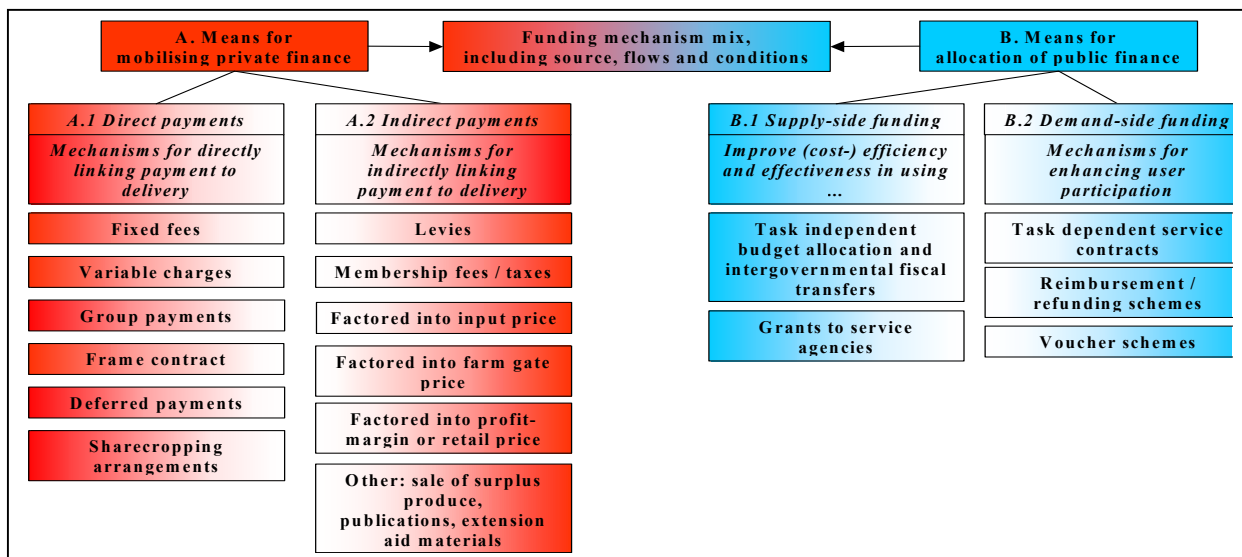 A. Means for
mobilising private finance
Funding mechanism mix,
including source, flows and conditions
B. Means for
allocation of public finance
A.1 Direct payments
Mechanisms for directly
linking payment to
delivery
Fixed fees
Variable charges
Group payments
Frame contract
Deferred payments
Sharecropping
arrangements
A.2 Indirect payments
Mechanisms for
indirectly linking
payment to delivery
Levies
Membership fees / taxes
Factored into input price
Factored into farm gate
price
Factored into profit-
margin or retail price
Other: sale of surplus
produce,
publications, extension
aid materials
B.1 Supply-side funding
Improve (cost-) efficiency
and effectiveness in using
...
Task independent
budget allocation and
intergovernmental fiscal
transfers
Grants to service
agencies
B.2 Demand-side funding
Mechanisms for
enhancing user
participation
Task dependent service
contracts
Reimbursement /
refunding schemes
Voucher schemes